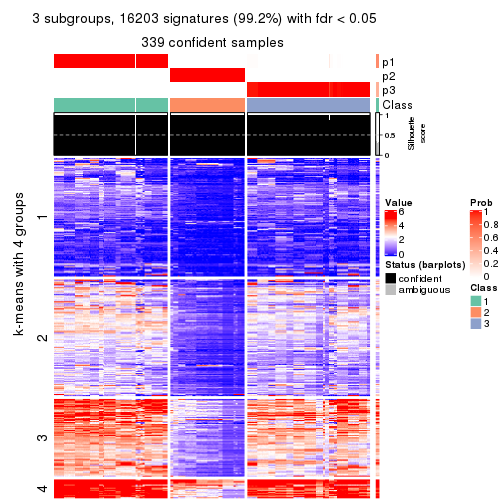 3 subgroups, 16203 signatures (99.2%) with fdr < 0.05
339 confident samples
p1
p2
p3
Class
1
0.5
0
Silhouette
score
k-means with 4 groups
1
2
3
4
Value
6
4
2
0
Status (barplots)
confident
ambiguous
Prob
1
0.8
0.6
0.4
0.2
0
Class
1
2
3